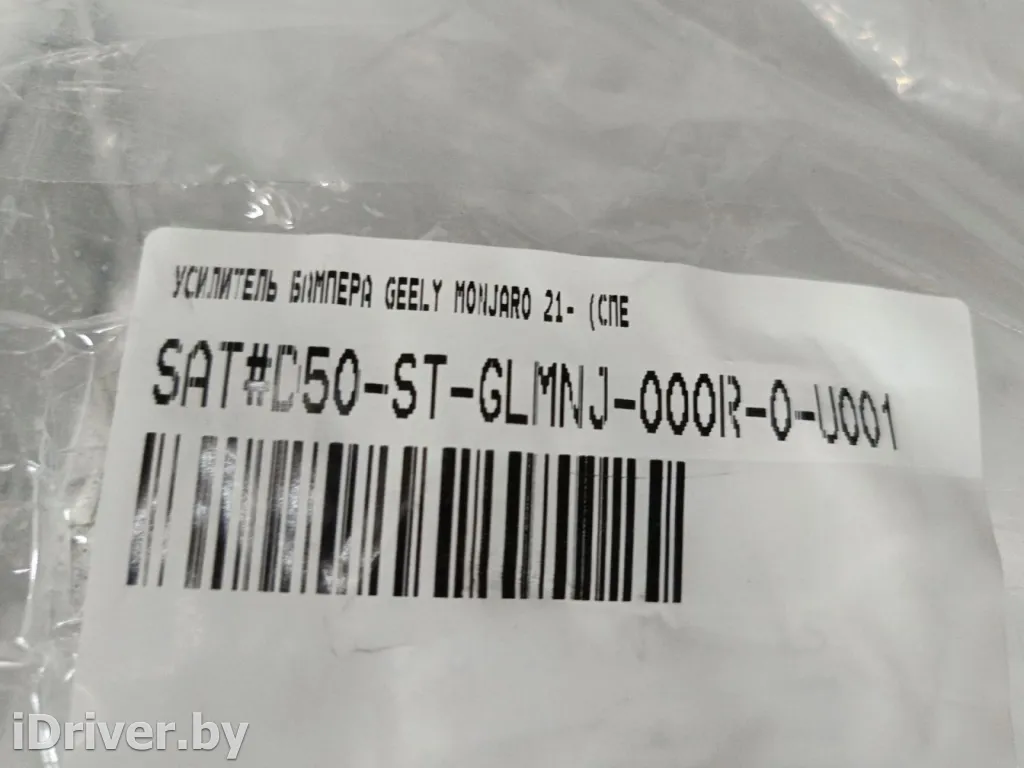 УСИЛИТЕЛЬ БАМПЕРА GEELY MONJARO 21- (СПЕ
SAT#D50-ST-GLMNJ-000R-0-U001
iDriver.by